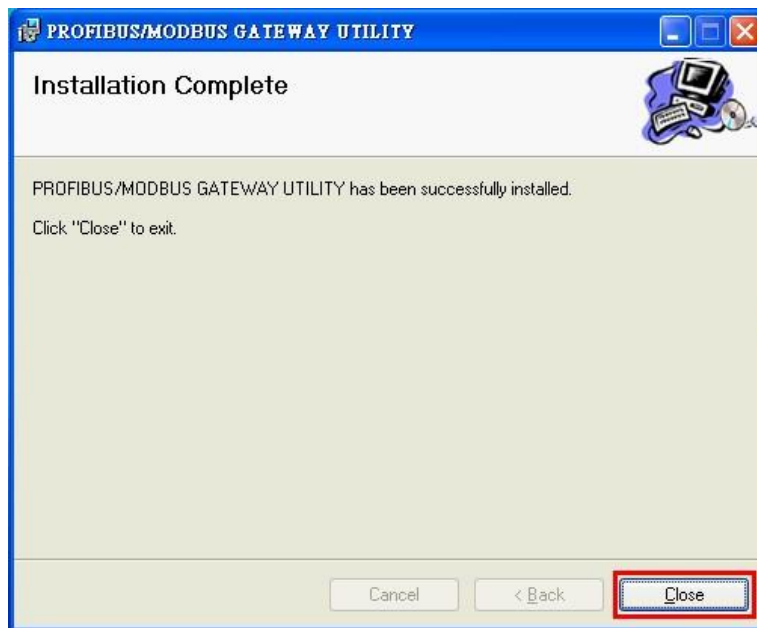 PROFIBUS/MODBUS GATEWAY UTILITY
Installation Complete
PROFIBUS/MODBUS GATEWAY UTILITY has been successfully installed.
Click "Close" to exit.
Cancel
< Back
Close